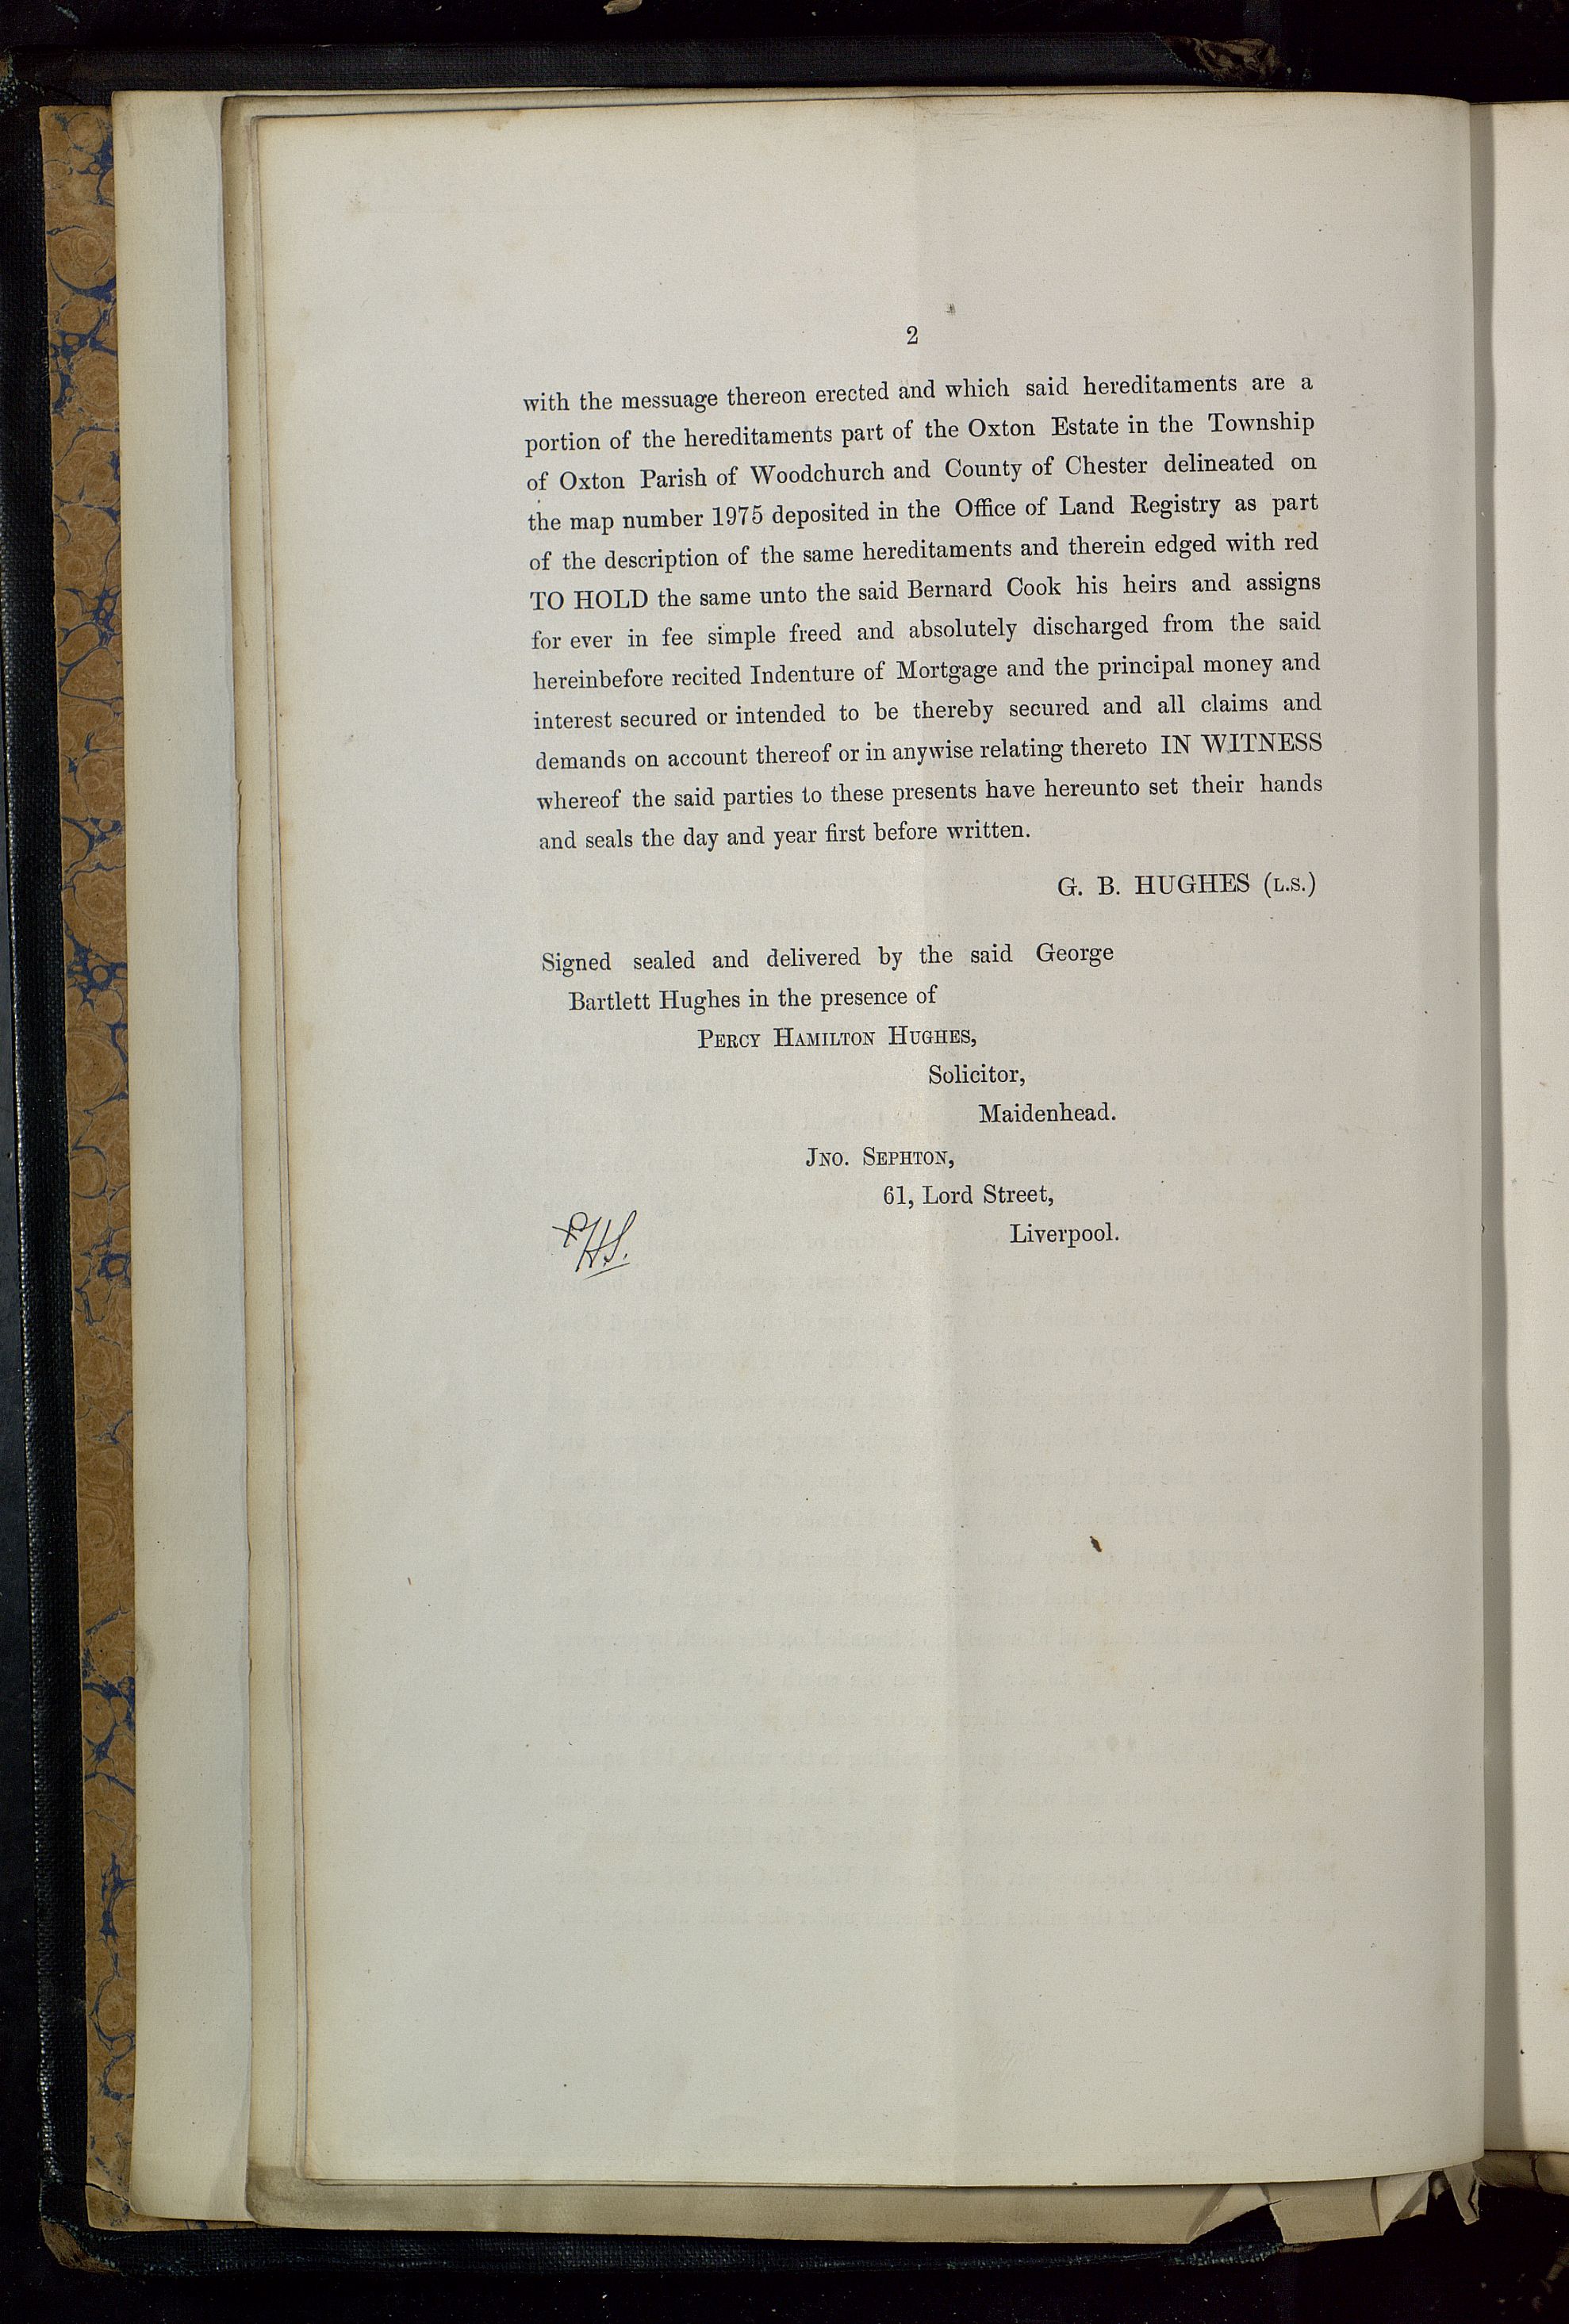 2
with the messuage thereon erected and which said hereditaments are a
portion of the hereditaments part of the Oxton Estate in the Township
of Oxton Parish of Woodchurch and County of Chester delineated on
the map number 1975 deposited in the Office of Land Registry as part
of the description of the same hereditaments and therein edged with red
TO HOLD the same unto the said Bernard Cook his heirs and assigns
for ever in fee simple freed and absolutely discharged from the said
hereinbefore recited Indenture of Mortgage and the principal money and
interest secured or intended to be thereby secured and all claims and
demands on account thereof or in anywise relating thereto IN WITNESS
whereof the said parties to these presents have hereunto set their hands
and seals the day and year first before written.
G. B. HUGHES (L.S.)
Signed sealed and delivered by the said George
Bartlett Hughes in the presence of
PERCY HAMILTON HUGHES,
Solicitor,
Maidenhead.
JNO. SEPHTON,
61, Lord Street,
Liverpool.